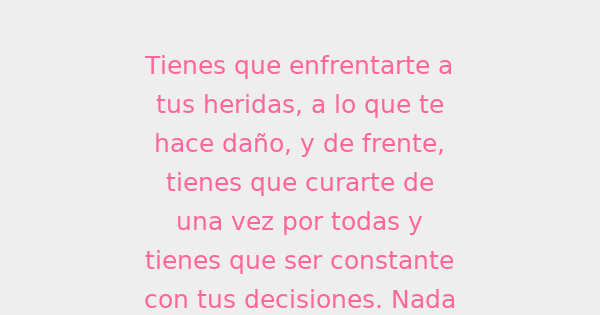 Tienes que enfrentarte a
tus heridas, a lo que te
hace daño, y de frente,
tienes que curarte de
una vez por todas y
tienes que ser constante
con tus decisiones. Nada